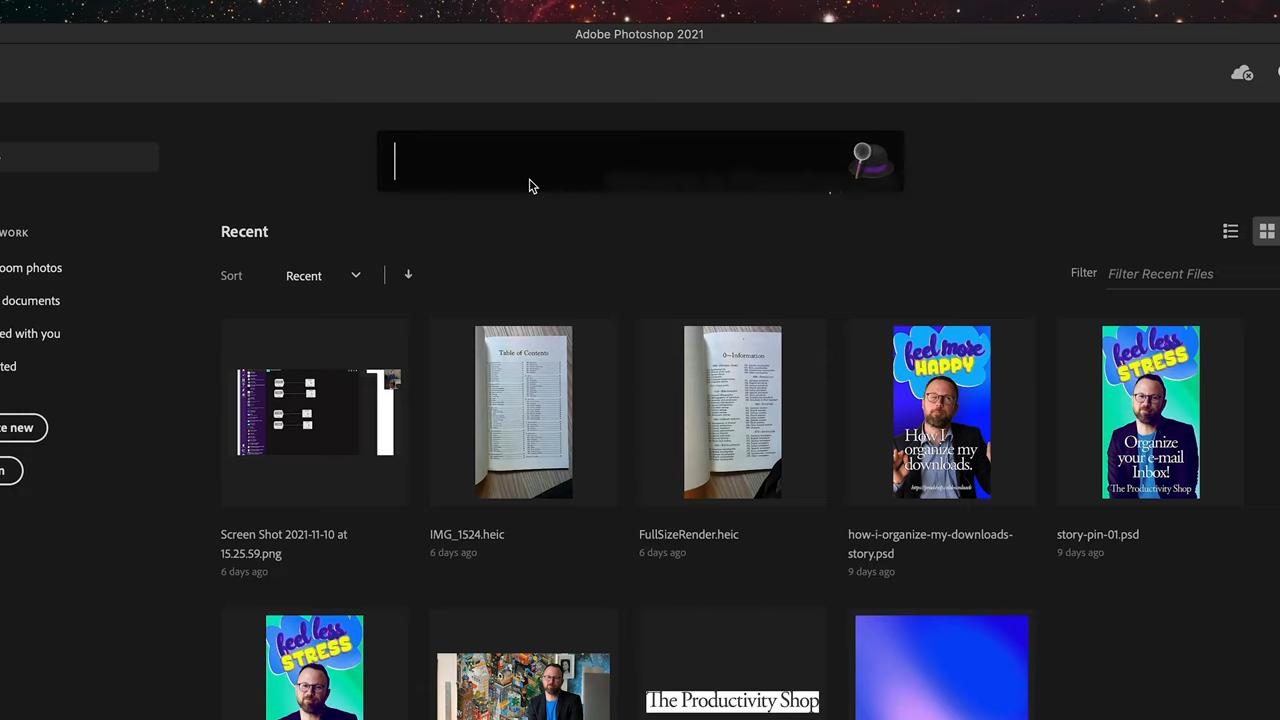 Adobe Photoshop 2021
WORK
Recent
oom photos
Sort
Recent
Filter
Filter Recent Files
documents
ed with you
ted
te new
n
Table of Contents
0—Information
feel more
HAPPY
How I
organize my
downloads.
feel less
STRESS
Organize
your e-mail
Inbox!
The Productivity Shop
Screen Shot 2021-11-10 at
15.25.59.png
6 days ago
IMG_1524.heic
6 days ago
FullSizeRender.heic
6 days ago
how-i-organize-my-downloads-
story.psd
9 days ago
story-pin-01.psd
9 days ago
feel less
STRESS
The Productivity Shop